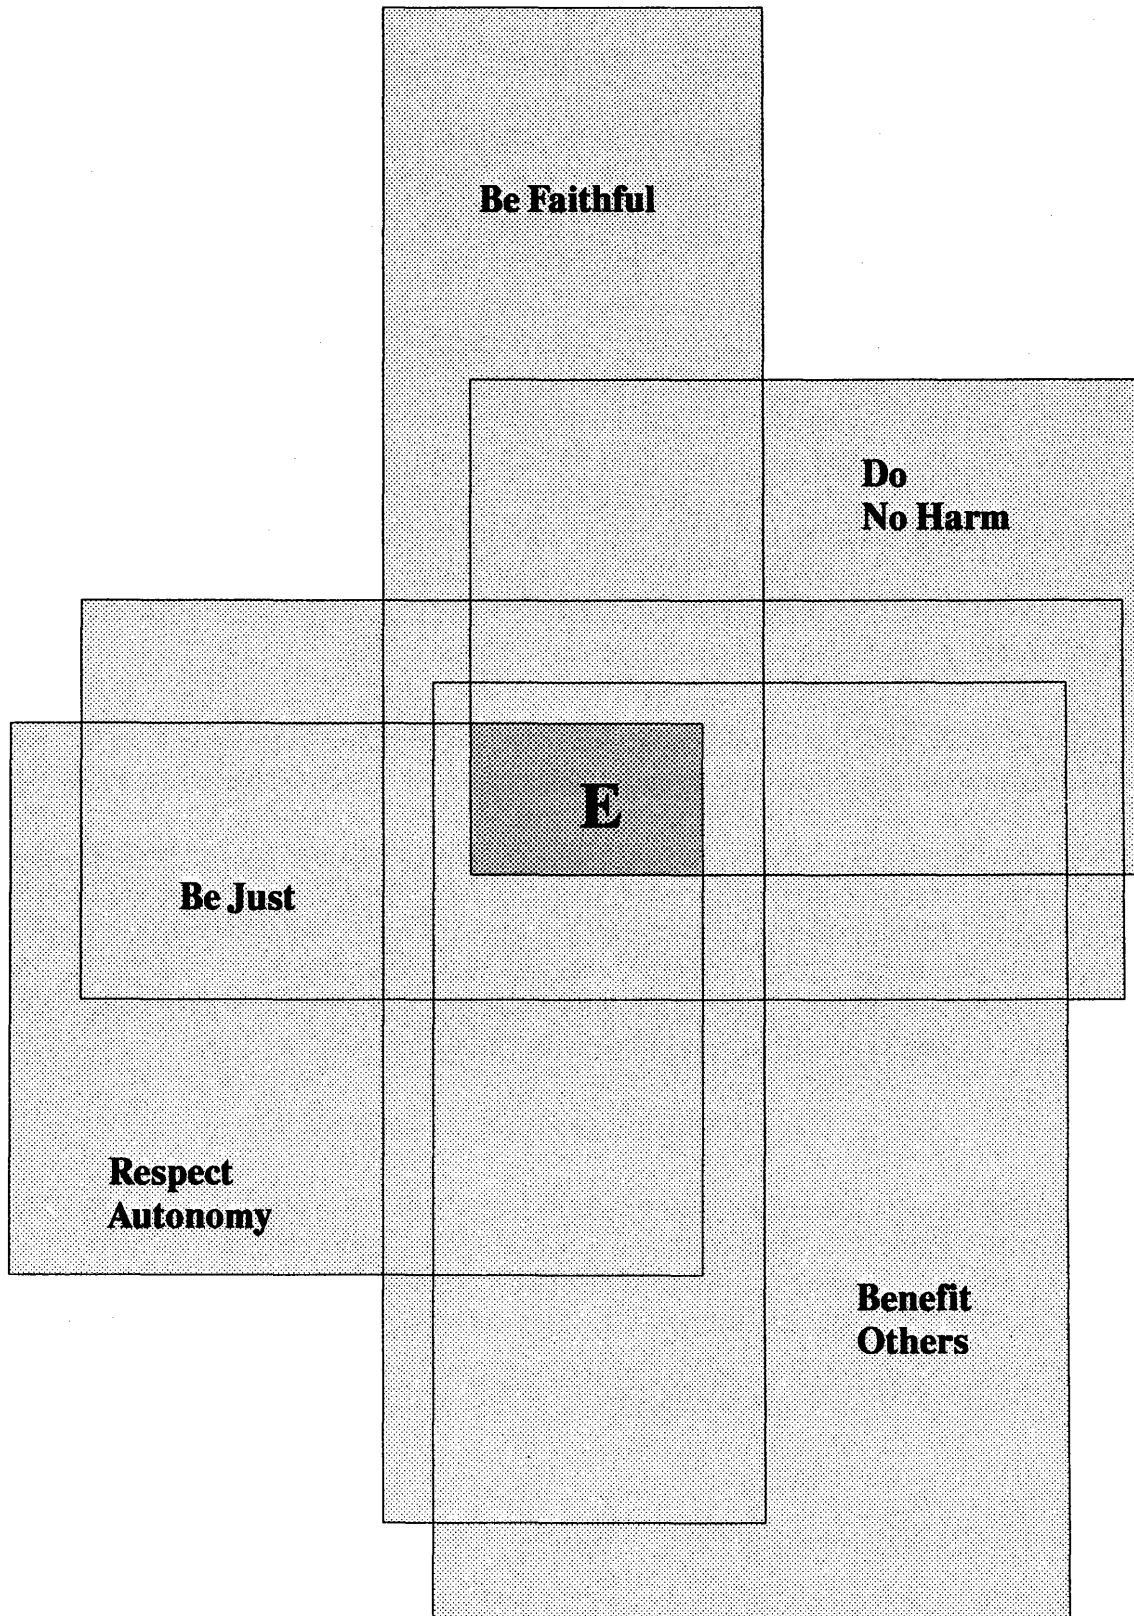 Be Faithful
Do
No Harm
E
Be Just
Respect
Autonomy
Benefit
Others